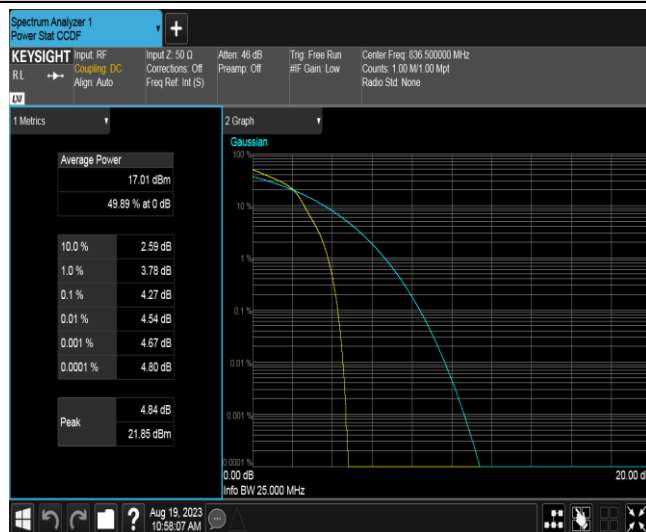 Spectrum Analyzer 1
Power Stat CCDF
KEYSIGHT
RL
LXI
Input: RF
Coupling: DC
Align: Auto
Input Z: 50 Ω
Corrections: Off
Freq Ref: Int (S)
Atten: 46 dB
Preamp: Off
Trig: Free Run
#IF Gain: Low
Center Freq: 836.500000 MHz
Counts: 1.00 M/1.00 Mpt
Radio Std: None
1 Metrics
Average Power
17.01 dBm
49.89 % at 0 dB
10.0 % 2.59 dB
1.0 % 3.78 dB
0.1 % 4.27 dB
0.01 % 4.54 dB
0.001 % 4.67 dB
0.0001 % 4.80 dB
Peak
4.84 dB
21.85 dBm
2 Graph
Gaussian
100 %
10 %
1 %
0.1 %
0.01 %
0.001 %
0.0001 %
0.00 dB
20.00 d
Info BW 25.000 MHz
?
Aug 19, 2023
10:58:07 AM